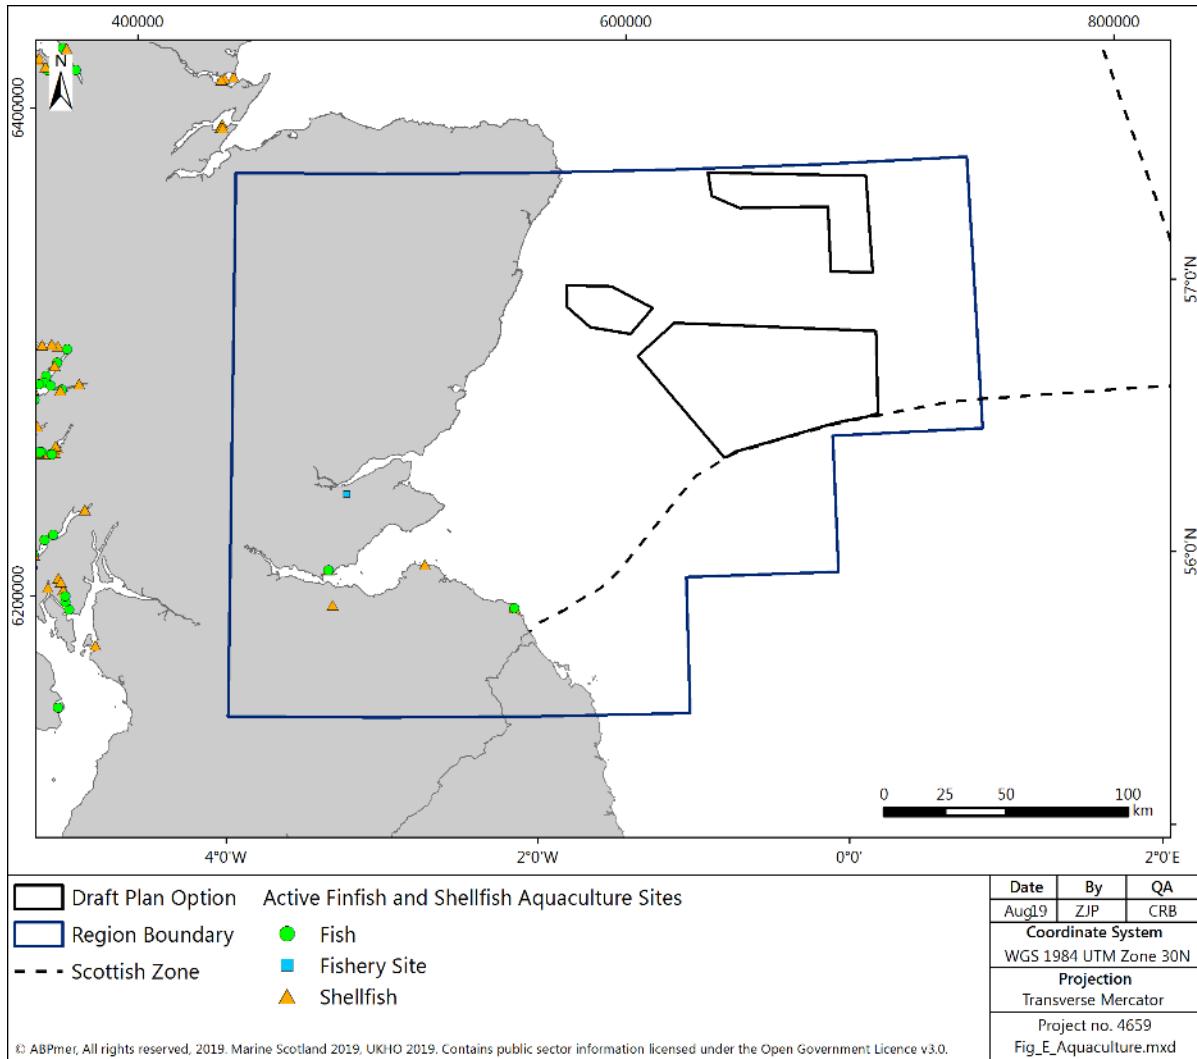 400000
600000
800000
N
6400000
6200000
57°0'N
56°0'N
0
25
50
100
km
4°0'W
2°0'W
0°0'
2°0'E
Draft Plan Option
Region Boundary
Scottish Zone
Active Finfish and Shellfish Aquaculture Sites
Fish
Fishery Site
Shellfish
Date By QA
Aug19 ZJP CRB
Coordinate System
WGS 1984 UTM Zone 30N
Projection
Transverse Mercator
Project no. 4659
Fig_E_Aquaculture.mxd
© ABPmer, All rights reserved, 2019. Marine Scotland 2019, UKHO 2019. Contains public sector information licensed under the Open Government Licence v3.0.